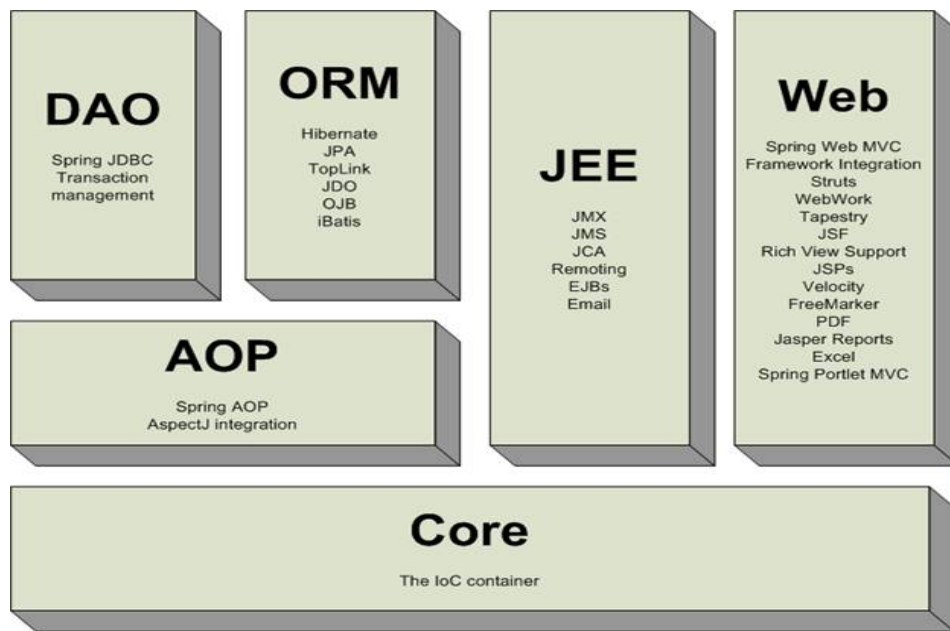 DAO
Spring JDBC
Transaction
management
ORM
Hibernate
JPA
TopLink
JDO
OJB
iBatis
JEE
JMX
JMS
JCA
Remoting
EJBs
Email
Web
Spring Web MVC
Framework Integration
Struts
WebWork
Tapestry
JSF
Rich View Support
JSPs
Velocity
FreeMarker
PDF
Jasper Reports
Excel
Spring Portlet MVC
AOP
Spring AOP
AspectJ integration
Core
The IoC container